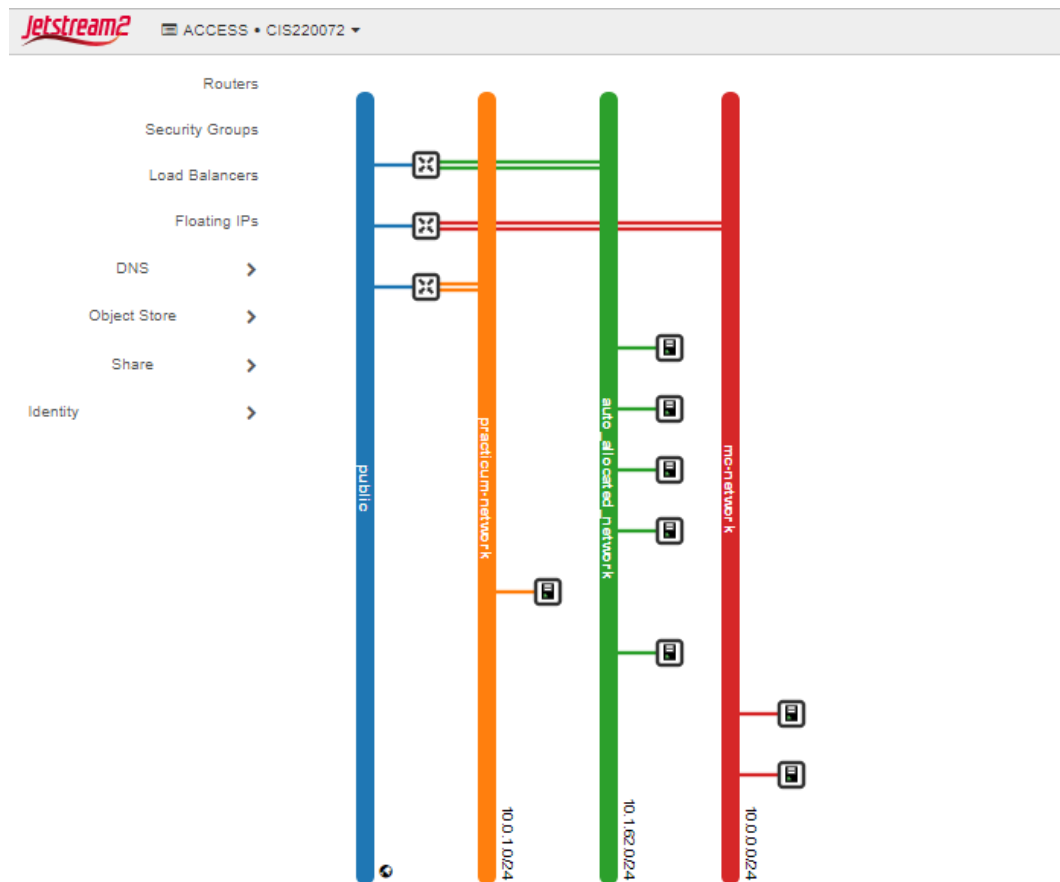 Jetstream2
ACCESS • CIS220072
Routers
Security Groups
Load Balancers
Floating IPs
DNS
Object Store
Share
Identity
public
practicum-network
auto_allocated_network
mc-network
10.0.1.0/24
10.1.62.0/24
10.0.0.0/24